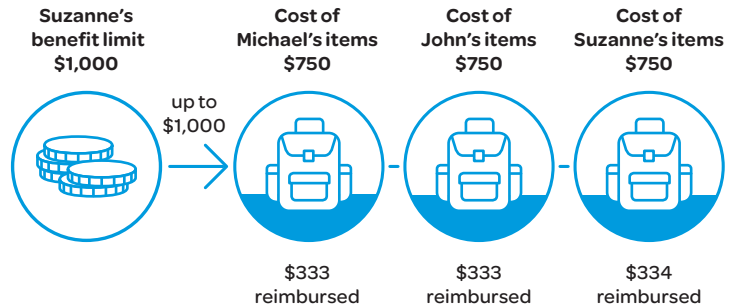 Suzanne's
benefit limit
$1,000
Cost of
Michael's items
$750
Cost of
John's items
$750
Cost of
Suzanne's items
$750
up to
$1,000
$333
reimbursed
$333
reimbursed
$334
reimbursed